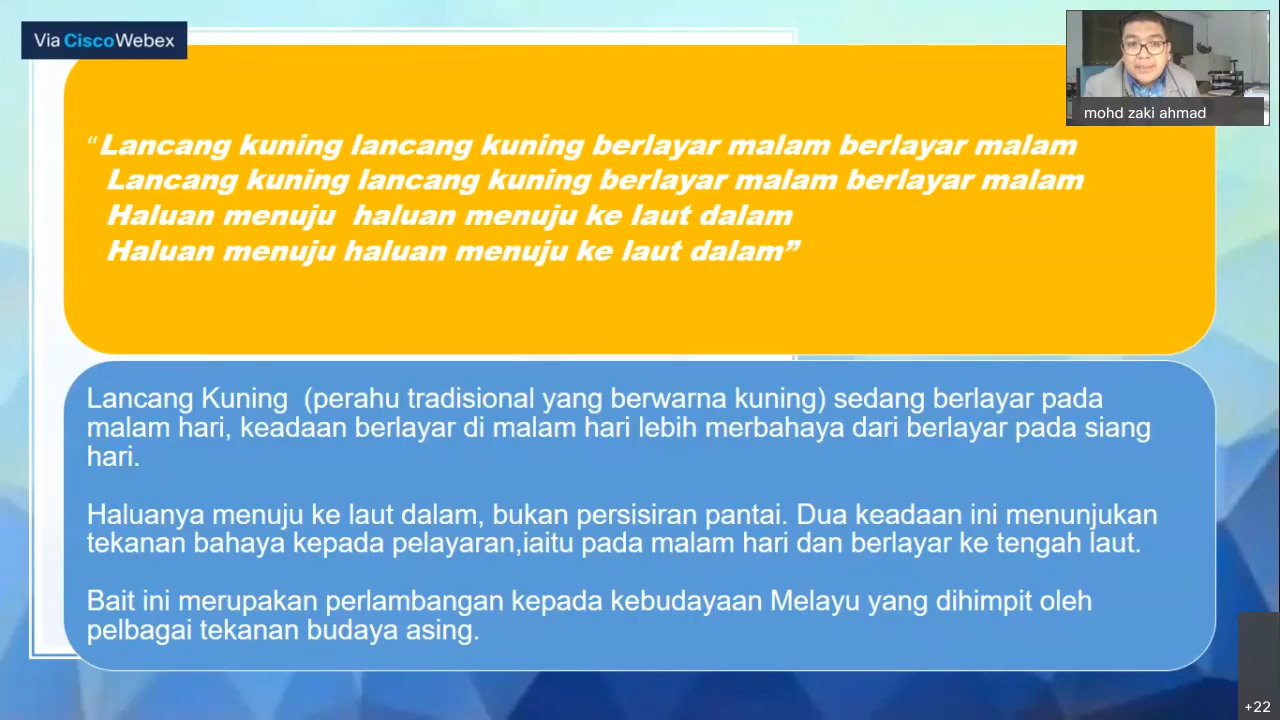 Via Cisco Webex
mohd zaki ahmad
“Lancang kuning lancang kuning berlayar malam berlayar malam
Lancang kuning lancang kuning berlayar malam berlayar malam
Haluan menuju haluan menuju ke laut dalam
Haluan menuju haluan menuju ke laut dalam”
Lancang Kuning (perahu tradisional yang berwarna kuning) sedang berlayar pada
malam hari, keadaan berlayar di malam hari lebih merbahaya dari berlayar pada siang
hari.
Haluanya menuju ke laut dalam, bukan persisiran pantai. Dua keadaan ini menunjukan
tekanan bahaya kepada pelayaran,iaitu pada malam hari dan berlayar ke tengah laut.
Bait ini merupakan perlambangan kepada kebudayaan Melayu yang dihimpit oleh
pelbagai tekanan budaya asing.
+22